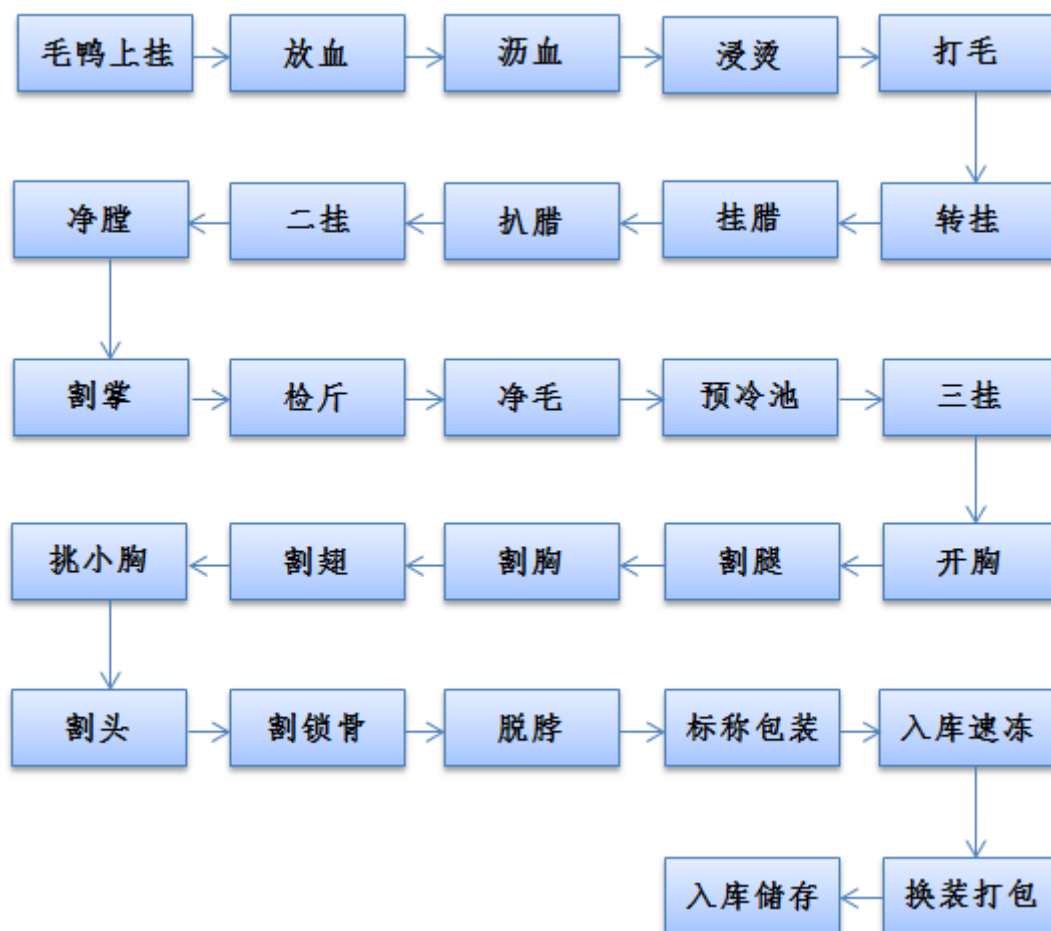 毛鸭上挂
放血
沥血
浸烫
打毛
转挂
挂腊
扒腊
二挂
净膛
割掌
检斤
净毛
预冷池
三挂
开胸
割腿
割胸
割翅
挑小胸
割头
割锁骨
脱脖
标称包装
入库速冻
换装打包
入库储存